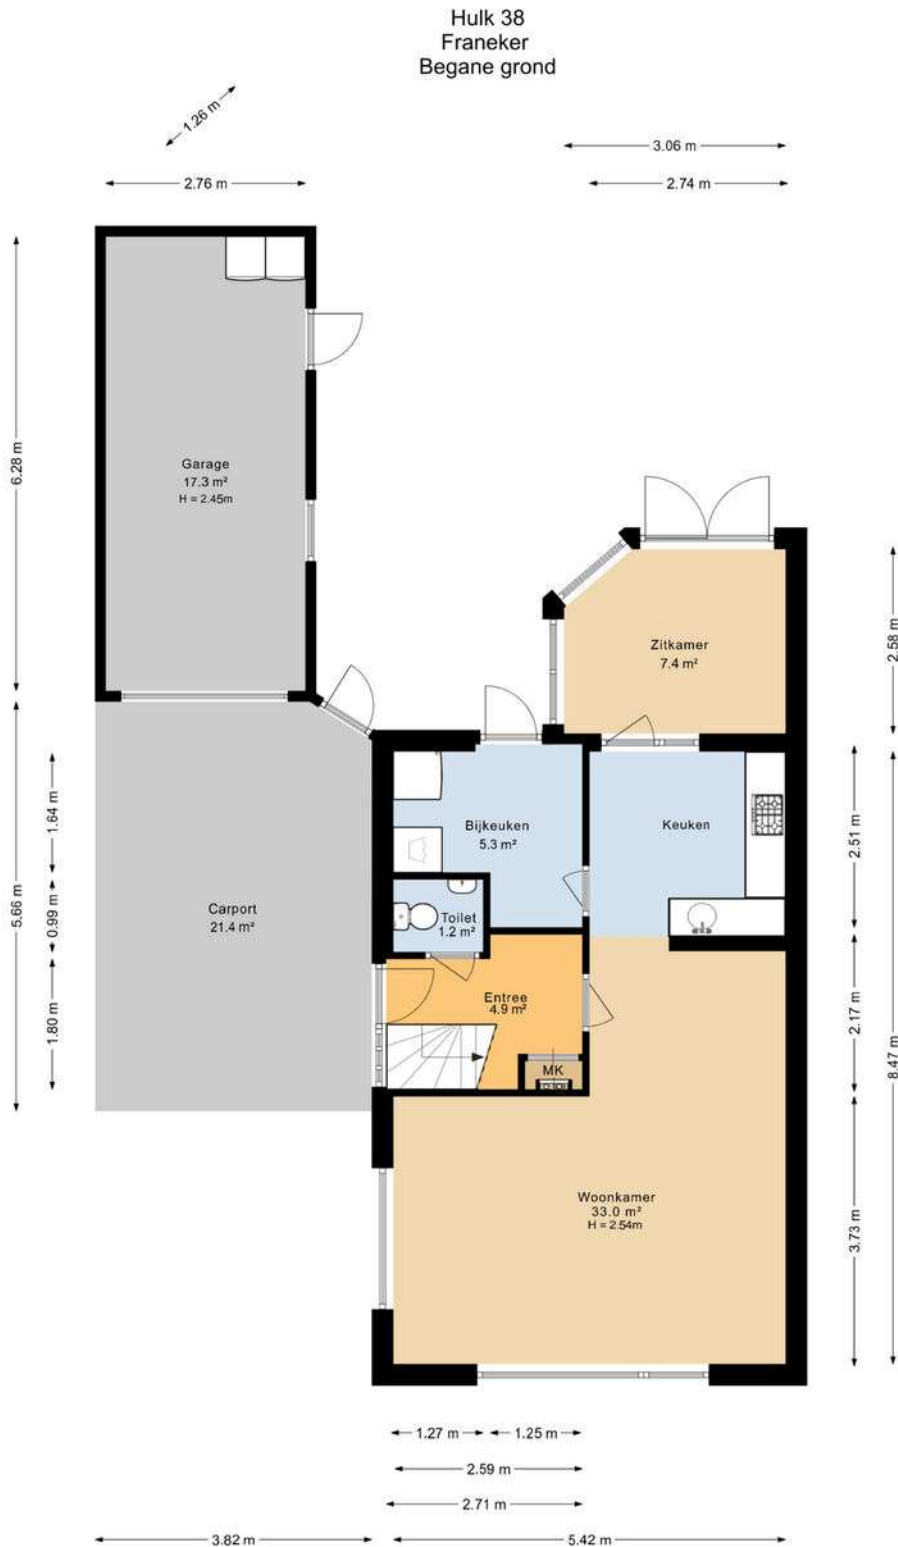 Hulk 38
Franeker
Begane grond
1.26 m
3.06 m
2.76 m
2.74 m
6.28 m
Garage
17.3 m²
H = 2.45m
Zitkamer
7.4 m²
2.58 m
1.64 m
Bijkeuken
5.3 m²
Keuken
2.51 m
5.66 m
0.99 m
Carport
21.4 m²
Toilet
1.2 m²
1.80 m
Entree
4.9 m²
2.17 m
8.47 m
MK
Woonkamer
33.0 m²
H = 2.54m
3.73 m
1.27 m
1.25 m
2.59 m
2.71 m
3.82 m
5.42 m